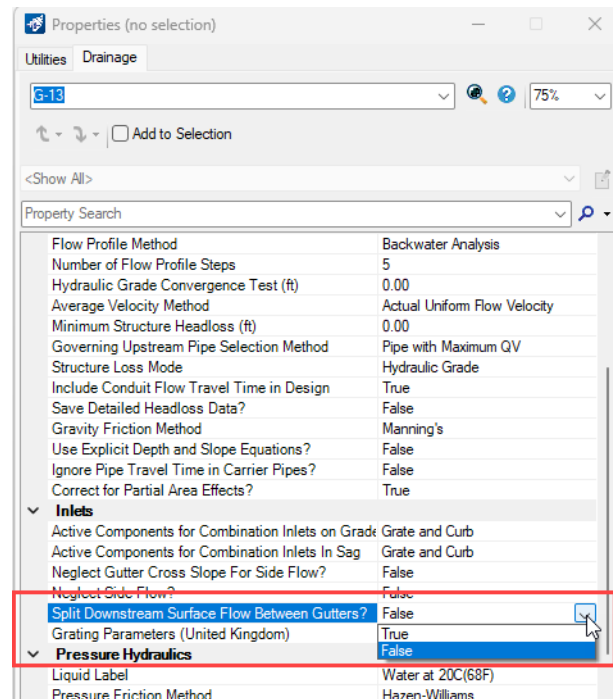 Properties (no selection)
Utilities Drainage
G-13 75%
Add to Selection
<Show All>
Property Search
Flow Profile Method Backwater Analysis
Number of Flow Profile Steps 5
Hydraulic Grade Convergence Test (ft) 0.00
Average Velocity Method Actual Uniform Flow Velocity
Minimum Structure Headloss (ft) 0.00
Governing Upstream Pipe Selection Method Pipe with Maximum QV
Structure Loss Mode Hydraulic Grade
Include Conduit Flow Travel Time in Design True
Save Detailed Headloss Data? False
Gravity Friction Method Manning's
Use Explicit Depth and Slope Equations? False
Ignore Pipe Travel Time in Carrier Pipes? False
Correct for Partial Area Effects? True
Inlets
Active Components for Combination Inlets on Grade Grate and Curb
Active Components for Combination Inlets In Sag Grate and Curb
Neglect Gutter Cross Slope For Side Flow? False
Neglect Side Flow? False
Split Downstream Surface Flow Between Gutters? False
Grating Parameters (United Kingdom) True
False
Pressure Hydraulics
Liquid Label Water at 20C(68F)
Pressure Friction Method Hazen-Williams